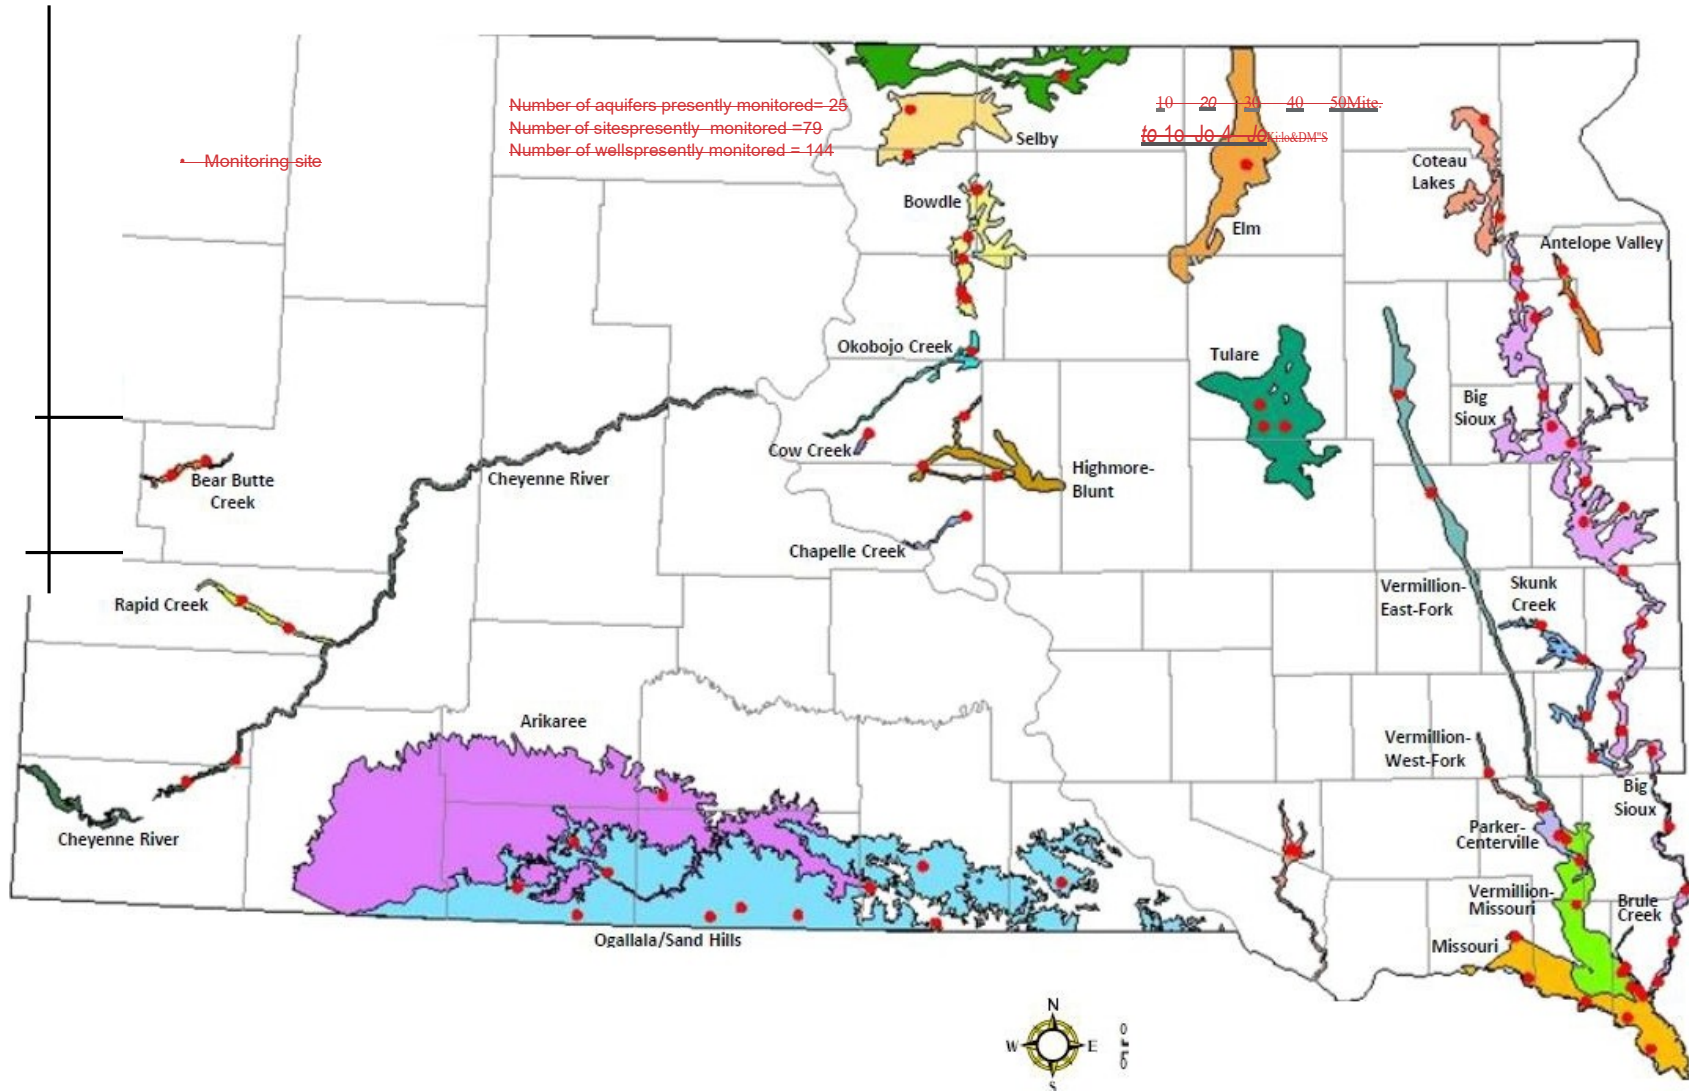 Number of aquifers presently monitored= 25
Number of sitespresently monitored =79
Number of wellspresently monitored = 144
• Monitoring site
10 20 30 40 50Mite.
Selby
Coteau
Lakes
Bowdle
Elm
Antelope Valley
Okobojo Creek
Tulare
Big
Sioux
Cow Creek
Highmore-
Blunt
Bear Butte
Creek
Cheyenne River
Chapelle Creek
Rapid Creek
Vermillion-
East-Fork
Skunk
Creek
Arikaree
Vermillion-
West-Fork
Big
Sioux
Cheyenne River
Parker-
Centerville
Vermillion-
Missouri
Brule
Creek
Missouri
Ogallala/Sand Hills
N
W E
S